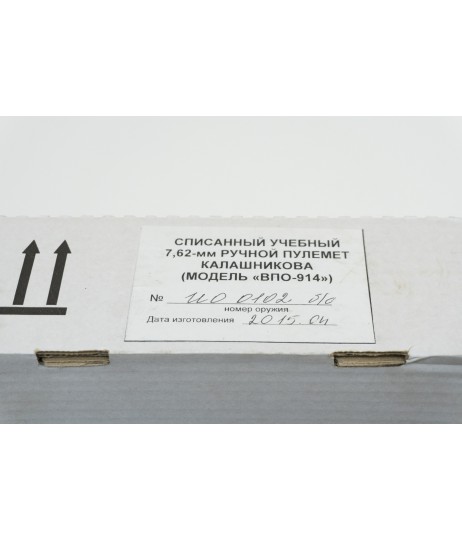 СПИСАННЫЙ УЧЕБНЫЙ
7,62-мм РУЧНОЙ ПУЛЕМЕТ
КАЛАШНИКОВА
(МОДЕЛЬ «ВПО-914»)
№ ИО 0102 б/с
номер оружия
Дата изготовления 2015.04